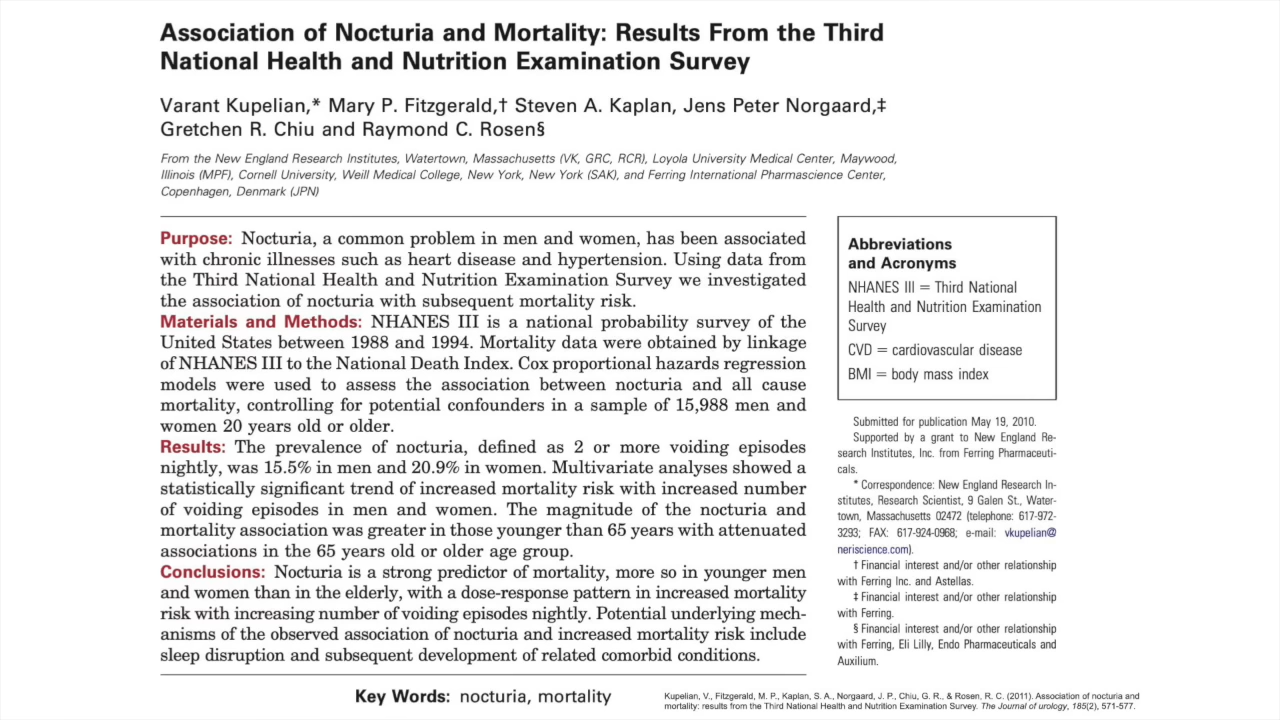 Association of Nocturia and Mortality: Results From the Third
National Health and Nutrition Examination Survey
Varant Kupelian,* Mary P. Fitzgerald,† Steven A. Kaplan, Jens Peter Norgaard,‡
Gretchen R. Chiu and Raymond C. Rosen§
From the New England Research Institutes, Watertown, Massachusetts (VK, GRC, RCR), Loyola University Medical Center, Maywood,
Illinois (MPF), Cornell University, Weill Medical College, New York, New York (SAK), and Ferring International Pharmascience Center,
Copenhagen, Denmark (JPN)
Purpose: Nocturia, a common problem in men and women, has been associated
with chronic illnesses such as heart disease and hypertension. Using data from
the Third National Health and Nutrition Examination Survey we investigated
the association of nocturia with subsequent mortality risk.
Materials and Methods: NHANES III is a national probability survey of the
United States between 1988 and 1994. Mortality data were obtained by linkage
of NHANES III to the National Death Index. Cox proportional hazards regression
models were used to assess the association between nocturia and all cause
mortality, controlling for potential confounders in a sample of 15,988 men and
women 20 years old or older.
Results: The prevalence of nocturia, defined as 2 or more voiding episodes
nightly, was 15.5% in men and 20.9% in women. Multivariate analyses showed a
statistically significant trend of increased mortality risk with increased number
of voiding episodes in men and women. The magnitude of the nocturia and
mortality association was greater in those younger than 65 years with attenuated
associations in the 65 years old or older age group.
Conclusions: Nocturia is a strong predictor of mortality, more so in younger men
and women than in the elderly, with a dose-response pattern in increased mortality
risk with increasing number of voiding episodes nightly. Potential underlying mech-
anisms of the observed association of nocturia and increased mortality risk include
sleep disruption and subsequent development of related comorbid conditions.
Key Words: nocturia, mortality
Abbreviations
and Acronyms
NHANES III = Third National
Health and Nutrition Examination
Survey
CVD = cardiovascular disease
BMI = body mass index
Submitted for publication May 19, 2010.
Supported by a grant to New England Re-
search Institutes, Inc. from Ferring Pharmaceuti-
cals.
* Correspondence: New England Research In-
stitutes, Research Scientist, 9 Galen St., Water-
town, Massachusetts 02472 (telephone: 617-972-
3293; FAX: 617-924-0968; e-mail: vkupelian@
neriscience.com).
† Financial interest and/or other relationship
with Ferring Inc. and Astellas.
‡ Financial interest and/or other relationship
with Ferring.
§ Financial interest and/or other relationship
with Ferring, Eli Lilly, Endo Pharmaceuticals and
Auxilium.
Kupelian, V., Fitzgerald, M. P., Kaplan, S. A., Norgaard, J. P., Chiu, G. R., & Rosen, R. C. (2011). Association of nocturia and
mortality: results from the Third National Health and Nutrition Examination Survey. The Journal of urology, 185(2), 571-577.